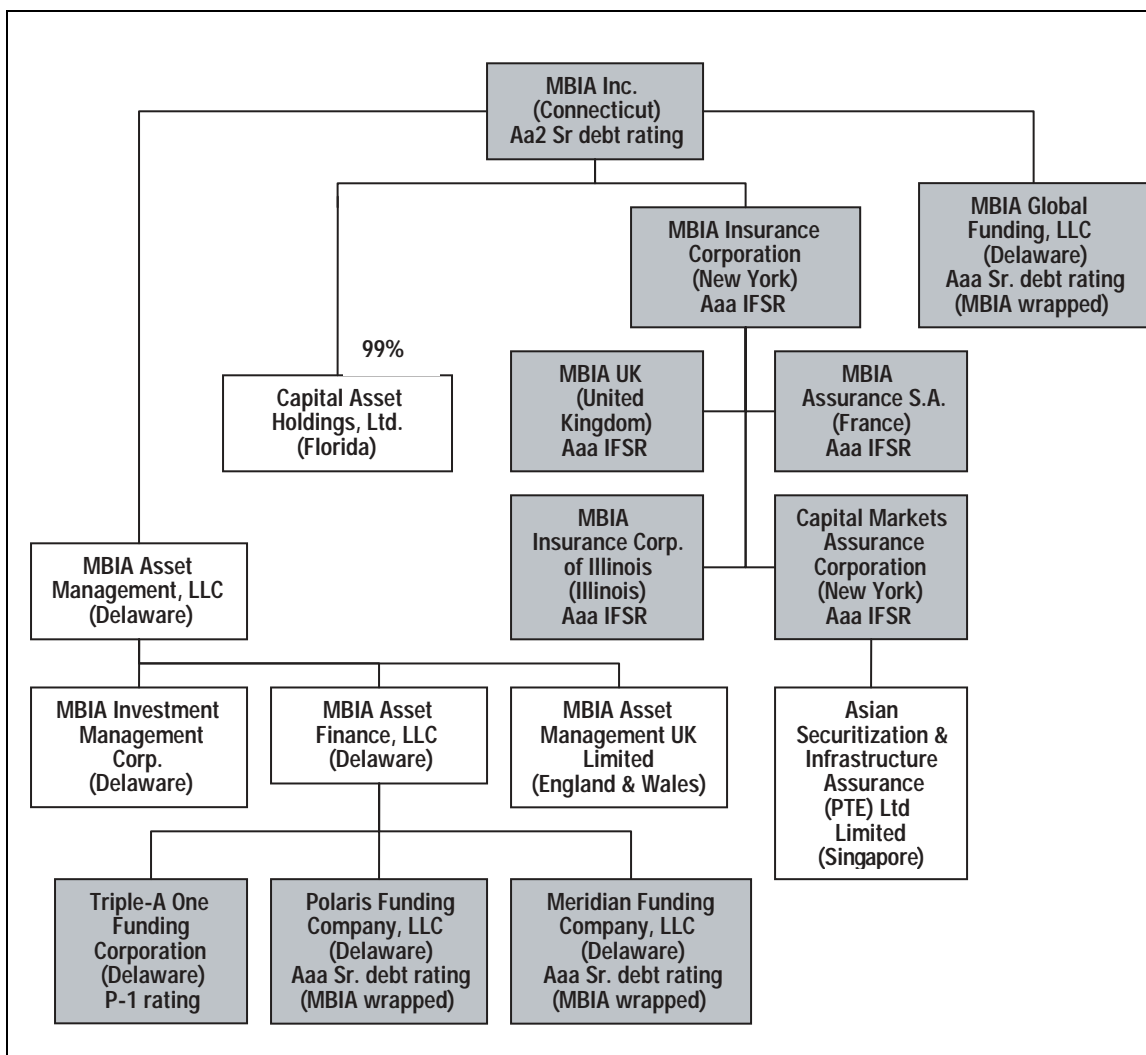 MBIA Inc.
(Connecticut)
Aa2 Sr debt rating
MBIA Global
Funding, LLC
(Delaware)
Aaa Sr. debt rating
(MBIA wrapped)
MBIA Insurance
Corporation
(New York)
Aaa IFSR
99%
Capital Asset
Holdings, Ltd.
(Florida)
MBIA UK
(United
Kingdom)
Aaa IFSR
MBIA
Assurance S.A.
(France)
Aaa IFSR
MBIA
Insurance Corp.
of Illinois
(Illinois)
Aaa IFSR
Capital Markets
Assurance
Corporation
(New York)
Aaa IFSR
MBIA Asset
Management, LLC
(Delaware)
MBIA Investment
Management
Corp.
(Delaware)
MBIA Asset
Finance, LLC
(Delaware)
MBIA Asset
Management UK
Limited
(England & Wales)
Asian
Securitization &
Infrastructure
Assurance
(PTE) Ltd
Limited
(Singapore)
Triple-A One
Funding
Corporation
(Delaware)
P-1 rating
Polaris Funding
Company, LLC
(Delaware)
Aaa Sr. debt rating
(MBIA wrapped)
Meridian Funding
Company, LLC
(Delaware)
Aaa Sr. debt rating
(MBIA wrapped)